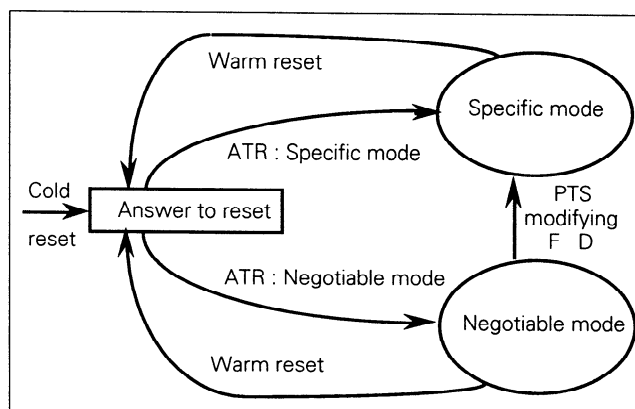 Warm reset
Specific mode
ATR : Specific mode
Cold
reset
Answer to reset
PTS
modifying
F D
ATR : Negotiable mode
Negotiable mode
Warm reset